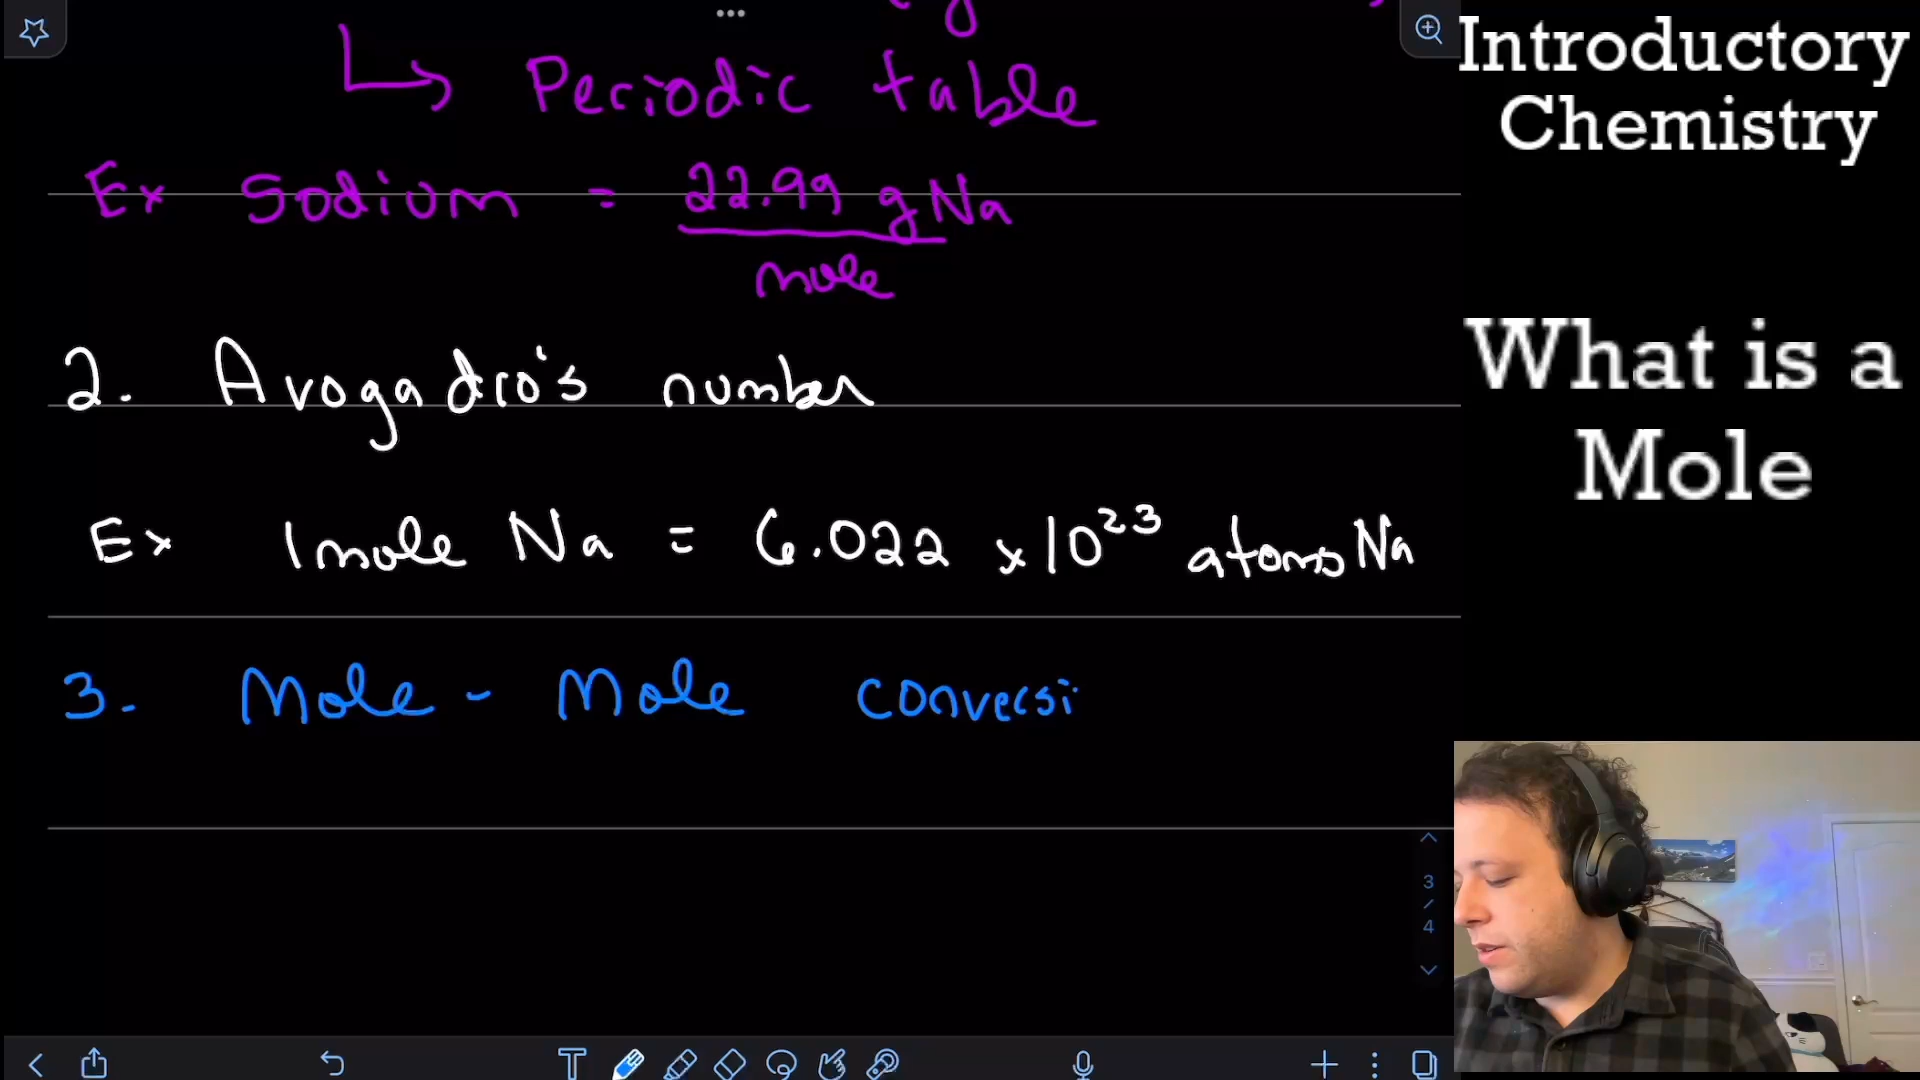 Periodic table
Ex Sodium = 22.99 g Na
mole
2. Avogadro's number
Ex 1 mole Na = 6.022 x 10²³ atoms Na
3. Mole - Mole conversi
Introductory
Chemistry
What is a
Mole
3
/
4
T